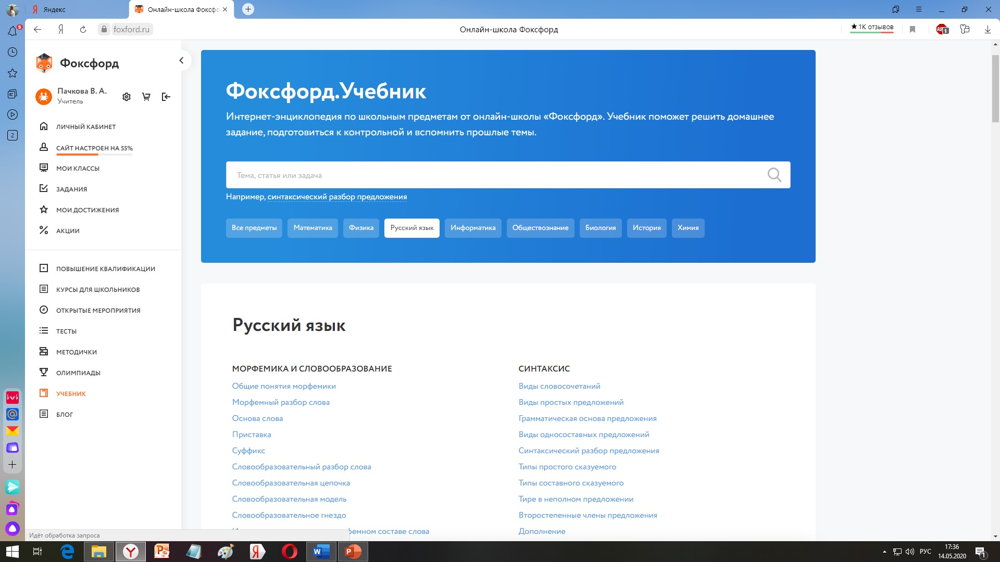 Яндекс
Онлайн-школа Фоксфо
5
foxford.ru
Онлайн-школа Фоксфорд
★1K отзывов
1
2
Фоксфорд
Пачкова В. А.
Учитель
ЛИЧНЫЙ КАБИНЕТ
САЙТ НАСТРОЕН НА 55%
МОИ КЛАССЫ
ЗАДАНИЯ
МОИ ДОСТИЖЕНИЯ
АКЦИИ
ПОВЫШЕНИЕ КВАЛИФИКАЦИИ
КУРСЫ ДЛЯ ШКОЛЬНИКОВ
ОТКРЫТЫЕ МЕРОПРИЯТИЯ
ТЕСТЫ
МЕТОДИЧКИ
ОЛИМПИАДЫ
УЧЕБНИК
БЛОГ
Фоксфорд.Учебник
Интернет-энциклопедия по школьным предметам от онлайн-школы «Фоксфорд». Учебник поможет решить домашнее
задание, подготовиться к контрольной и вспомнить прошлые темы.
Тема, статья или задача
Например, синтаксический разбор предложения
Все предметы Математика Физика Русский язык Информатика Обществознание Биология История Химия
Русский язык
МОРФЕМИКА И СЛОВООБРАЗОВАНИЕ
Общие понятия морфемики
Морфемный разбор слова
Основа слова
Приставка
Суффикс
Словообразовательный разбор слова
Словообразовательная цепочка
Словообразовательная модель
Словообразовательное гнездо
составе слова
СИНТАКСИС
Виды словосочетаний
Виды простых предложений
Грамматическая основа предложения
Виды односоставных предложений
Синтаксический разбор предложения
Типы простого сказуемого
Типы составного сказуемого
Тире в неполном предложении
Второстепенные члены предложения
Дополнение
ivi
Идёт обработка запроса
РУС
17:36
14.05.2020
1